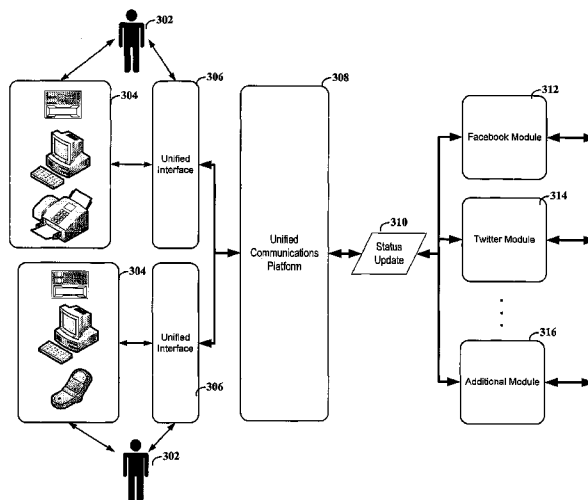 302
304
306
308
312
Unified
Interface
Facebook Module
310
314
Unified
Communications
Platform
Status
Update
Twitter Module
304
316
Unified
Interface
Additional Module
306
302